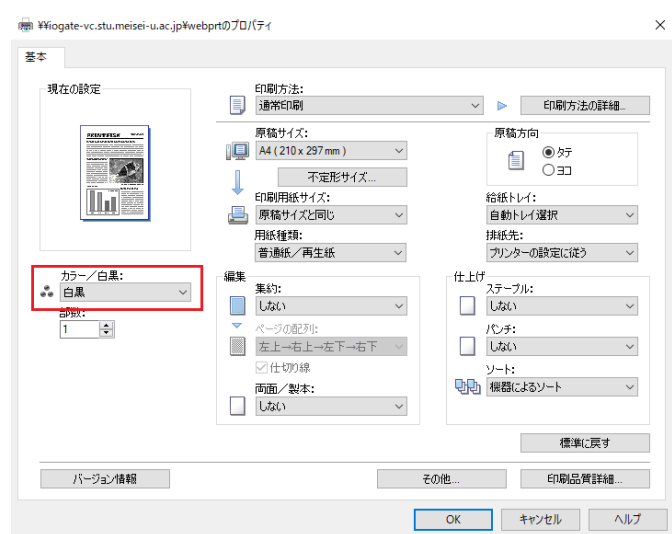 ¥¥iogate-vc.stu.meisei-u.ac.jp¥webprtのプロパティ
基本
現在の設定
PRINTFISH
カラー／白黒:
白黒
部数:
1
印刷方法:
通常印刷
印刷方法の詳細...
原稿サイズ:
A4 ( 210 x 297 mm )
不定形サイズ...
印刷用紙サイズ:
原稿サイズと同じ
用紙種類:
普通紙／再生紙
原稿方向
タテ
ヨコ
給紙トレイ:
自動トレイ選択
排紙先:
プリンターの設定に従う
編集
集約:
しない
ページの配列:
左上→右上→左下→右下
仕切り線
両面／製本:
しない
仕上げ
ステープル:
しない
パンチ:
しない
ソート:
機器によるソート
標準に戻す
バージョン情報
その他...
印刷品質詳細...
OK
キャンセル
ヘルプ